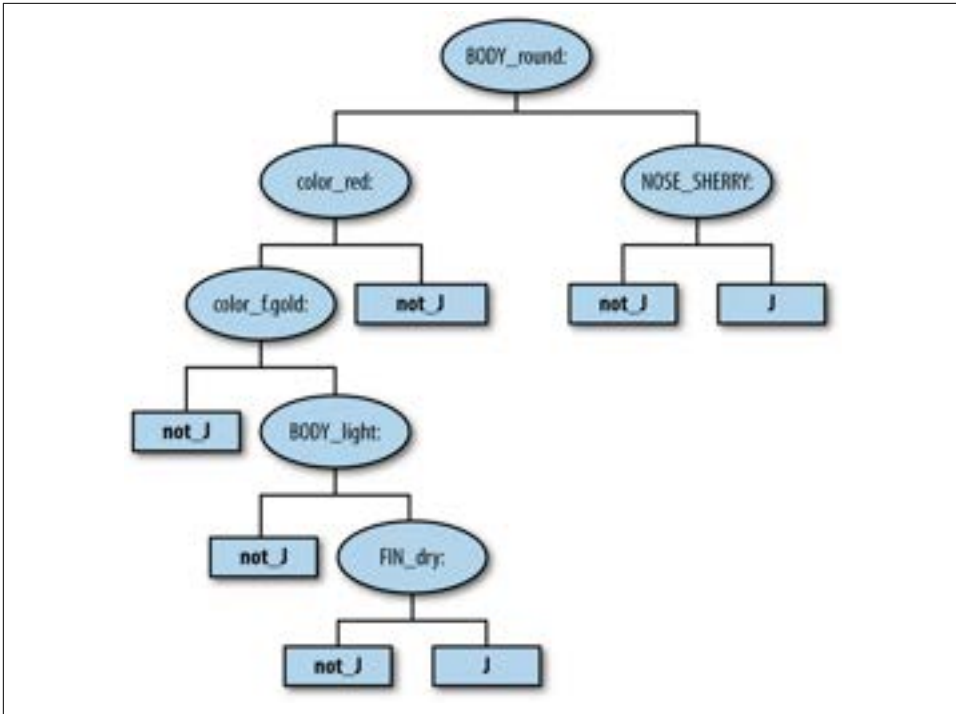 BODY_round:
color_red:
NOSE_SHERRY:
color_f.gold:
not_J
not_J
J
not_J
BODY_light:
not_J
FIN_dry:
not_J
J